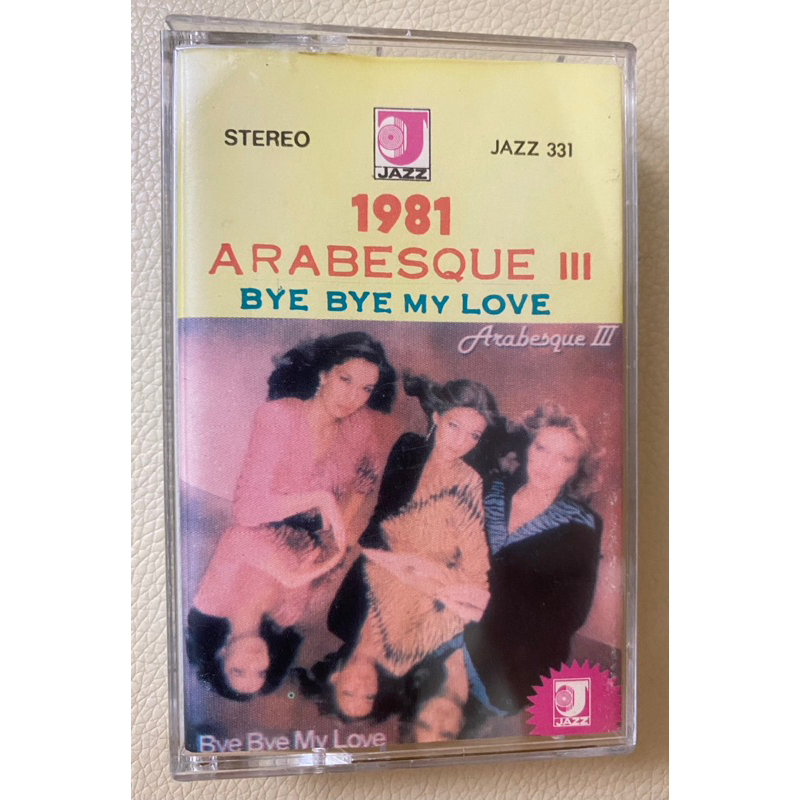 STEREO
JAZZ
JAZZ 331
1981
ARABESQUE III
BYE BYE MY LOVE
Arabesque III
Bye Bye My Love
JAZZ